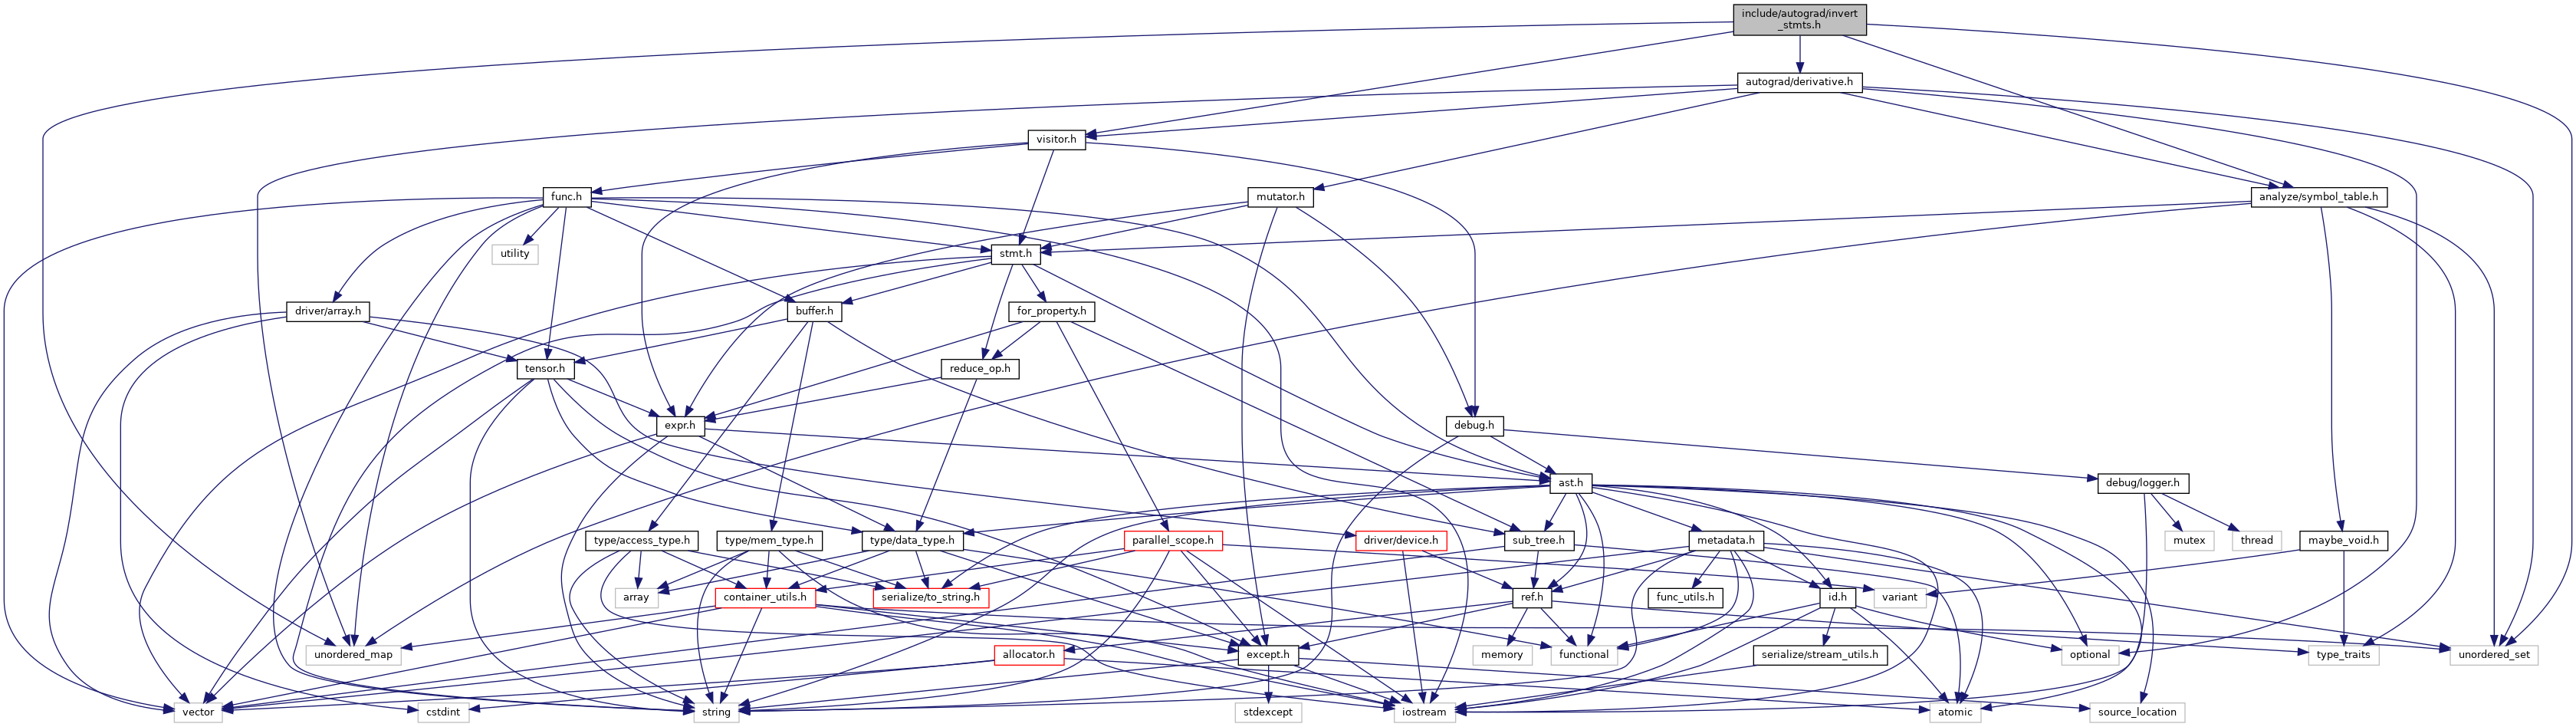 include/autograd/invert
_stmts.h
autograd/derivative.h
visitor.h
func.h
mutator.h
analyze/symbol_table.h
utility
stmt.h
driver/array.h
buffer.h
for_property.h
tensor.h
reduce_op.h
expr.h
debug.h
ast.h
debug/logger.h
type/access_type.h
type/mem_type.h
type/data_type.h
parallel_scope.h
driver/device.h
sub_tree.h
metadata.h
mutex
thread
maybe_void.h
array
container_utils.h
serialize/to_string.h
ref.h
func_utils.h
id.h
variant
unordered_map
allocator.h
except.h
memory
functional
serialize/stream_utils.h
optional
type_traits
unordered_set
vector
cstdint
string
stdexcept
iostream
atomic
source_location